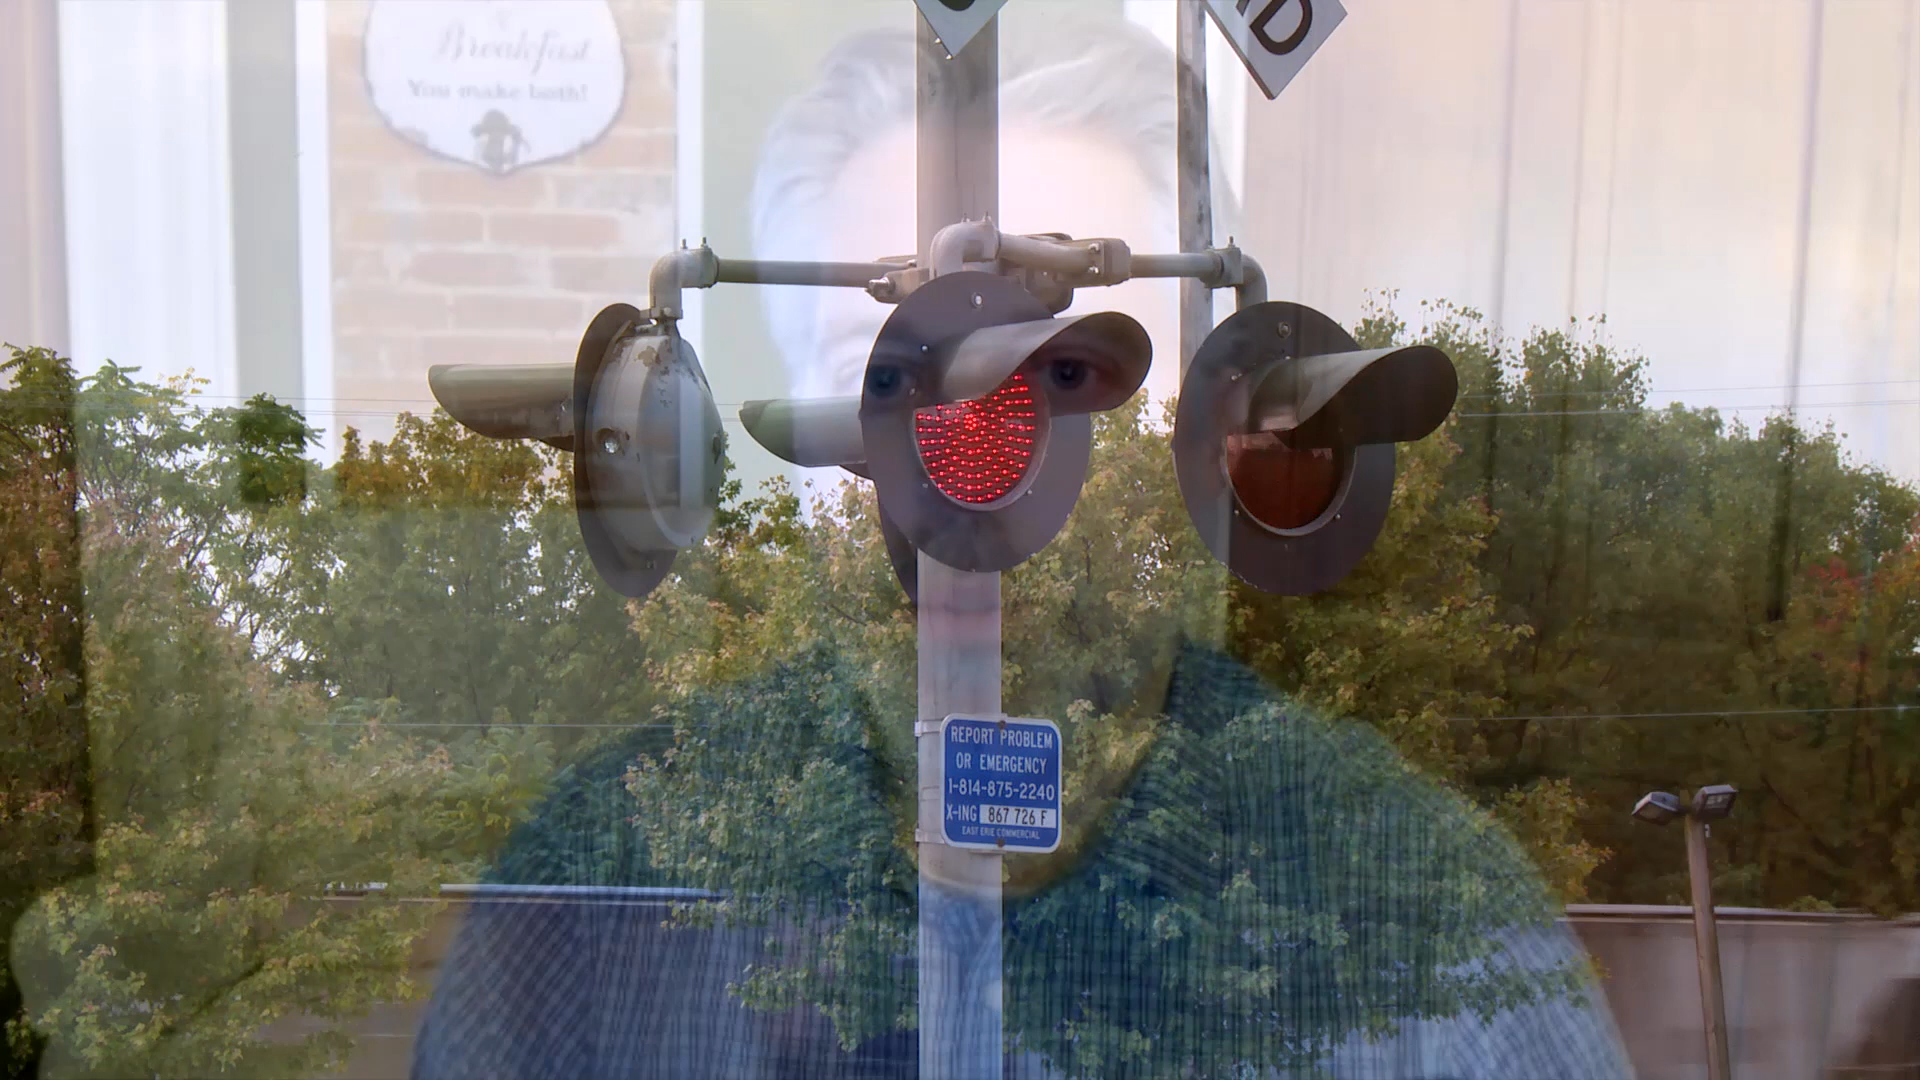 Breakfast
You make both!
D
REPORT PROBLEM
OR EMERGENCY
1-814-875-2240
X-ING 867 726 F
EAST ERIE COMMERCIAL